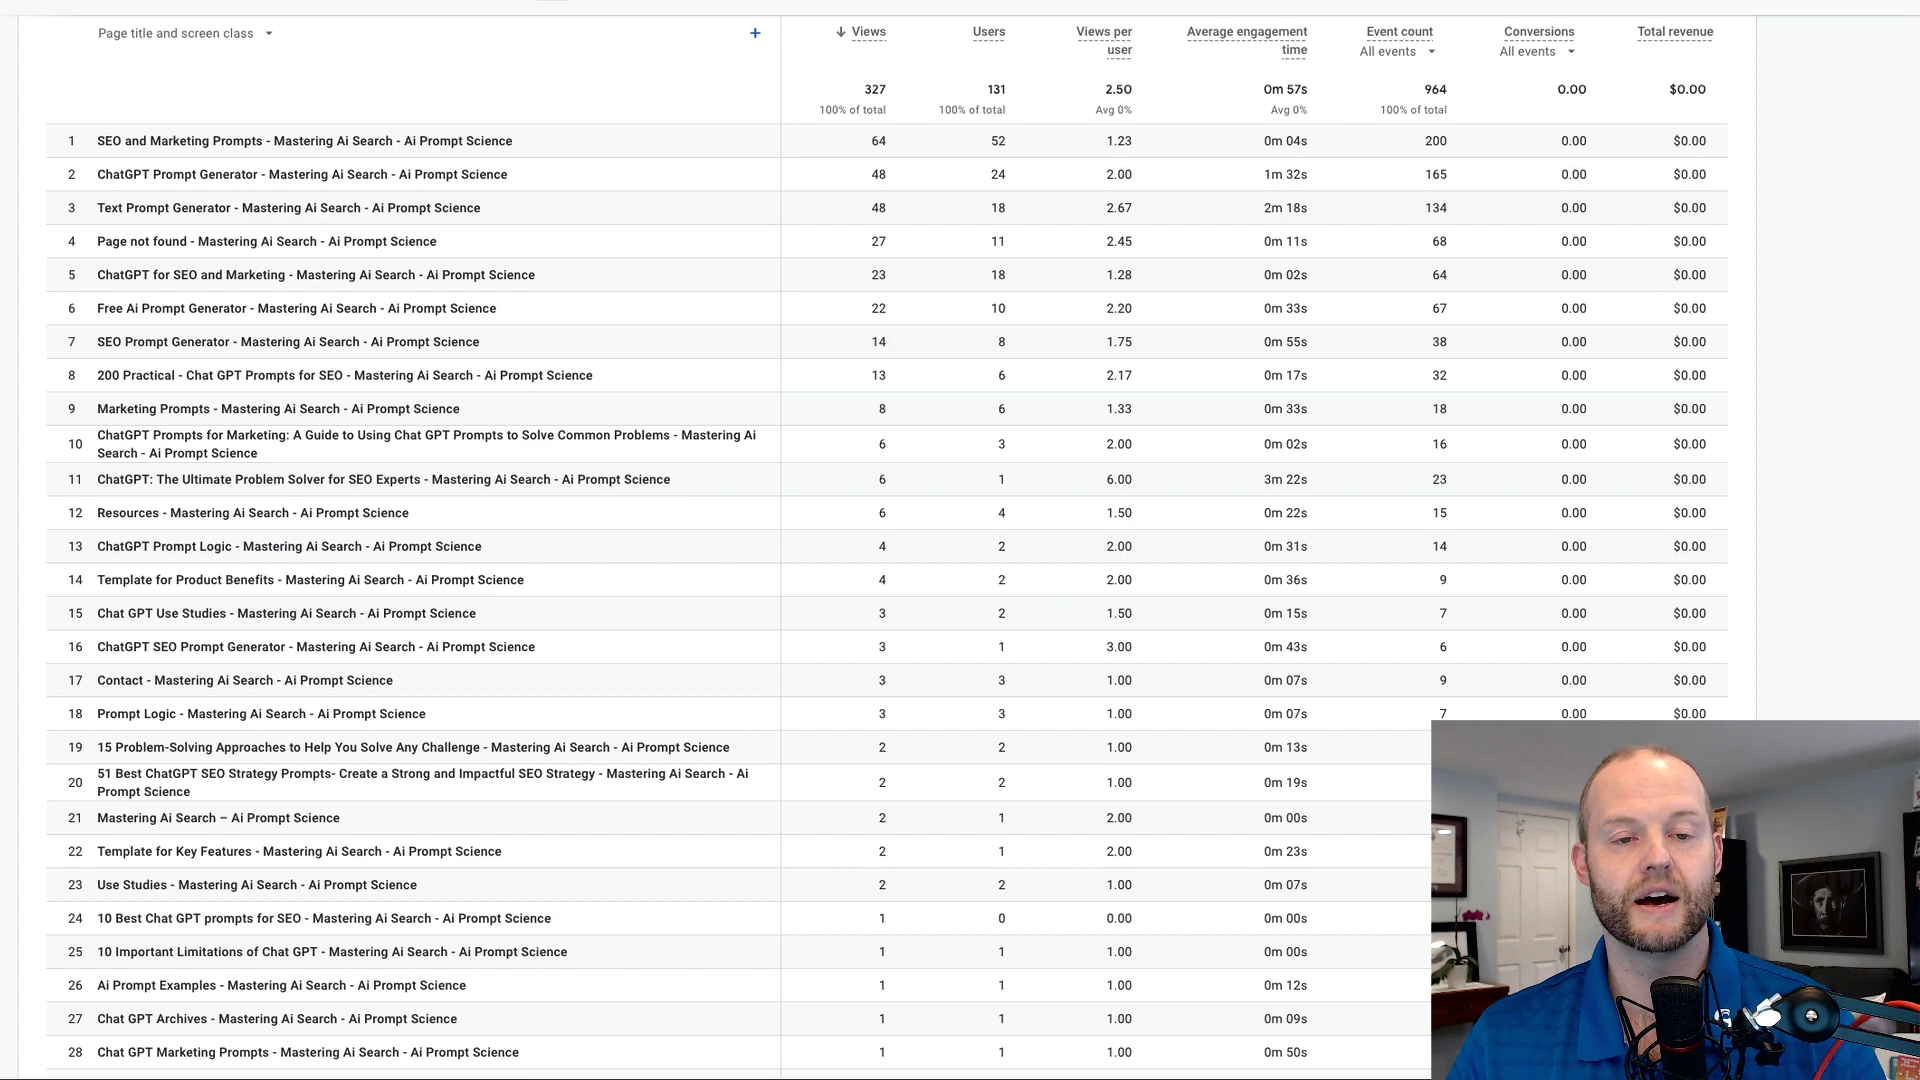 Page title and screen class
+
Views Users Views per user Average engagement time Event count Conversions Total revenue
All events All events
327 131 2.50 0m 57s 964 0.00 $0.00
100% of total 100% of total Avg 0% Avg 0% 100% of total
1 SEO and Marketing Prompts - Mastering Ai Search - Ai Prompt Science 64 52 1.23 0m 04s 200 0.00 $0.00
2 ChatGPT Prompt Generator - Mastering Ai Search - Ai Prompt Science 48 24 2.00 1m 32s 165 0.00 $0.00
3 Text Prompt Generator - Mastering Ai Search - Ai Prompt Science 48 18 2.67 2m 18s 134 0.00 $0.00
4 Page not found - Mastering Ai Search - Ai Prompt Science 27 11 2.45 0m 11s 68 0.00 $0.00
5 ChatGPT for SEO and Marketing - Mastering Ai Search - Ai Prompt Science 23 18 1.28 0m 02s 64 0.00 $0.00
6 Free Ai Prompt Generator - Mastering Ai Search - Ai Prompt Science 22 10 2.20 0m 33s 67 0.00 $0.00
7 SEO Prompt Generator - Mastering Ai Search - Ai Prompt Science 14 8 1.75 0m 55s 38 0.00 $0.00
8 200 Practical - Chat GPT Prompts for SEO - Mastering Ai Search - Ai Prompt Science 13 6 2.17 0m 17s 32 0.00 $0.00
9 Marketing Prompts - Mastering Ai Search - Ai Prompt Science 8 6 1.33 0m 33s 18 0.00 $0.00
10 ChatGPT Prompts for Marketing: A Guide to Using Chat GPT Prompts to Solve Common Problems - Mastering Ai
Search - Ai Prompt Science 6 3 2.00 0m 02s 16 0.00 $0.00
11 ChatGPT: The Ultimate Problem Solver for SEO Experts - Mastering Ai Search - Ai Prompt Science 6 1 6.00 3m 22s 23 0.00 $0.00
12 Resources - Mastering Ai Search - Ai Prompt Science 6 4 1.50 0m 22s 15 0.00 $0.00
13 ChatGPT Prompt Logic - Mastering Ai Search - Ai Prompt Science 4 2 2.00 0m 31s 14 0.00 $0.00
14 Template for Product Benefits - Mastering Ai Search - Ai Prompt Science 4 2 2.00 0m 36s 9 0.00 $0.00
15 Chat GPT Use Studies - Mastering Ai Search - Ai Prompt Science 3 2 1.50 0m 15s 7 0.00 $0.00
16 ChatGPT SEO Prompt Generator - Mastering Ai Search - Ai Prompt Science 3 1 3.00 0m 43s 6 0.00 $0.00
17 Contact - Mastering Ai Search - Ai Prompt Science 3 3 1.00 0m 07s 9 0.00 $0.00
18 Prompt Logic - Mastering Ai Search - Ai Prompt Science 3 3 1.00 0m 07s 7 0.00 $0.00
19 15 Problem-Solving Approaches to Help You Solve Any Challenge - Mastering Ai Search - Ai Prompt Science 2 2 1.00 0m 13s
20 51 Best ChatGPT SEO Strategy Prompts- Create a Strong and Impactful SEO Strategy - Mastering Ai Search - Ai
Prompt Science 2 2 1.00 0m 19s
21 Mastering Ai Search – Ai Prompt Science 2 1 2.00 0m 00s
22 Template for Key Features - Mastering Ai Search - Ai Prompt Science 2 1 2.00 0m 23s
23 Use Studies - Mastering Ai Search - Ai Prompt Science 2 2 1.00 0m 07s
24 10 Best Chat GPT prompts for SEO - Mastering Ai Search - Ai Prompt Science 1 0 0.00 0m 00s
25 10 Important Limitations of Chat GPT - Mastering Ai Search - Ai Prompt Science 1 1 1.00 0m 00s
26 Ai Prompt Examples - Mastering Ai Search - Ai Prompt Science 1 1 1.00 0m 12s
27 Chat GPT Archives - Mastering Ai Search - Ai Prompt Science 1 1 1.00 0m 09s
28 Chat GPT Marketing Prompts - Mastering Ai Search - Ai Prompt Science 1 1 1.00 0m 50s